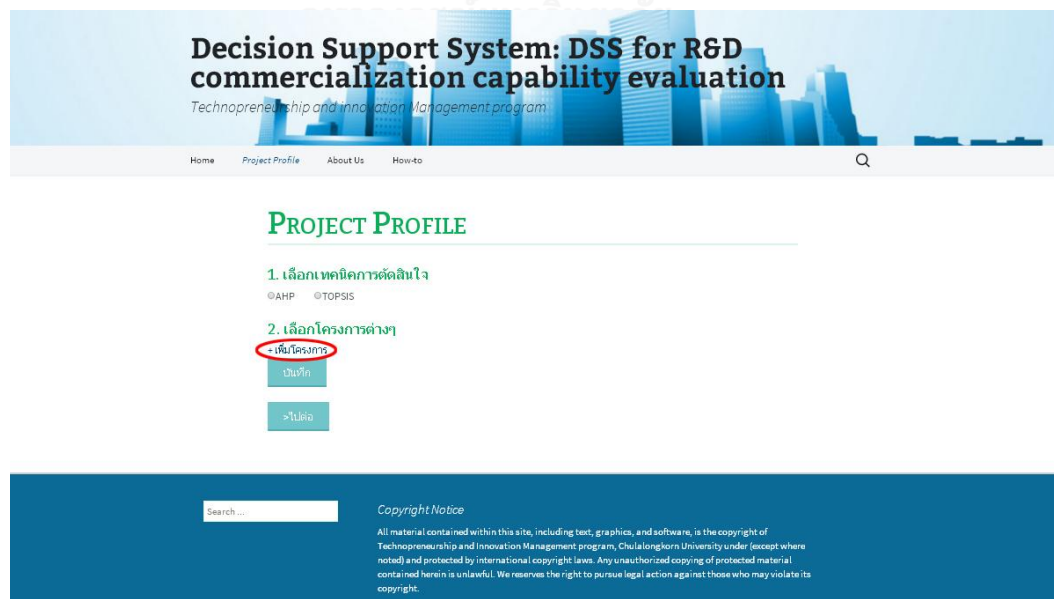 Decision Support System: DSS for R&D
commercialization capability evaluation
Technopreneurship and innovation Management program
Home Project Profile About Us How-to
PROJECT PROFILE
1. เลือกเทคนิคการตัดสินใจ
AHP TOPSIS
2. เลือกโครงการต่างๆ
+ เพิ่มโครงการ
บันทึก
>ไปต่อ
Search ...
Copyright Notice
All material contained within this site, including text, graphics, and software, is the copyright of
Technopreneurship and Innovation Management program, Chulalongkorn University under (except where
noted) and protected by international copyright laws. Any unauthorized copying of protected material
contained herein is unlawful. We reserves the right to pursue legal action against those who may violate its
copyright.